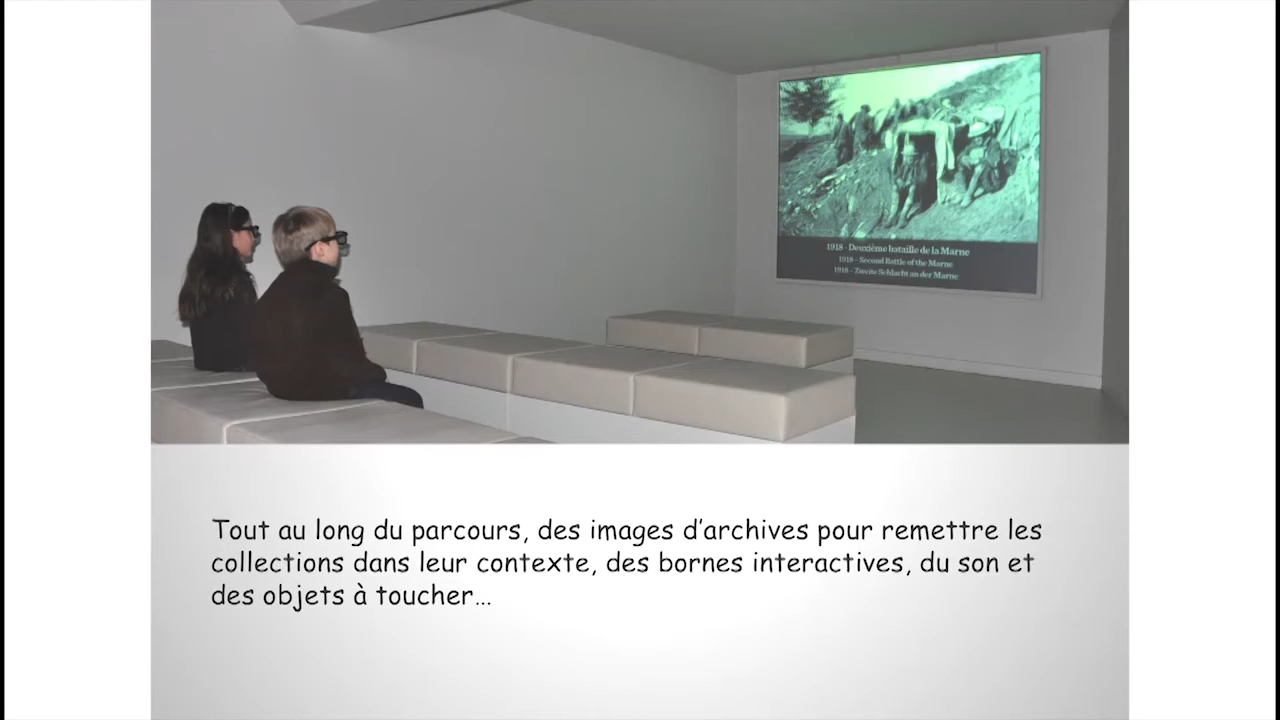 1918 - Deuxième bataille de la Marne
1918 - Second Battle of the Marne
1918 - Zweite Schlacht an der Marne
Tout au long du parcours, des images d'archives pour remettre les
collections dans leur contexte, des bornes interactives, du son et
des objets à toucher…